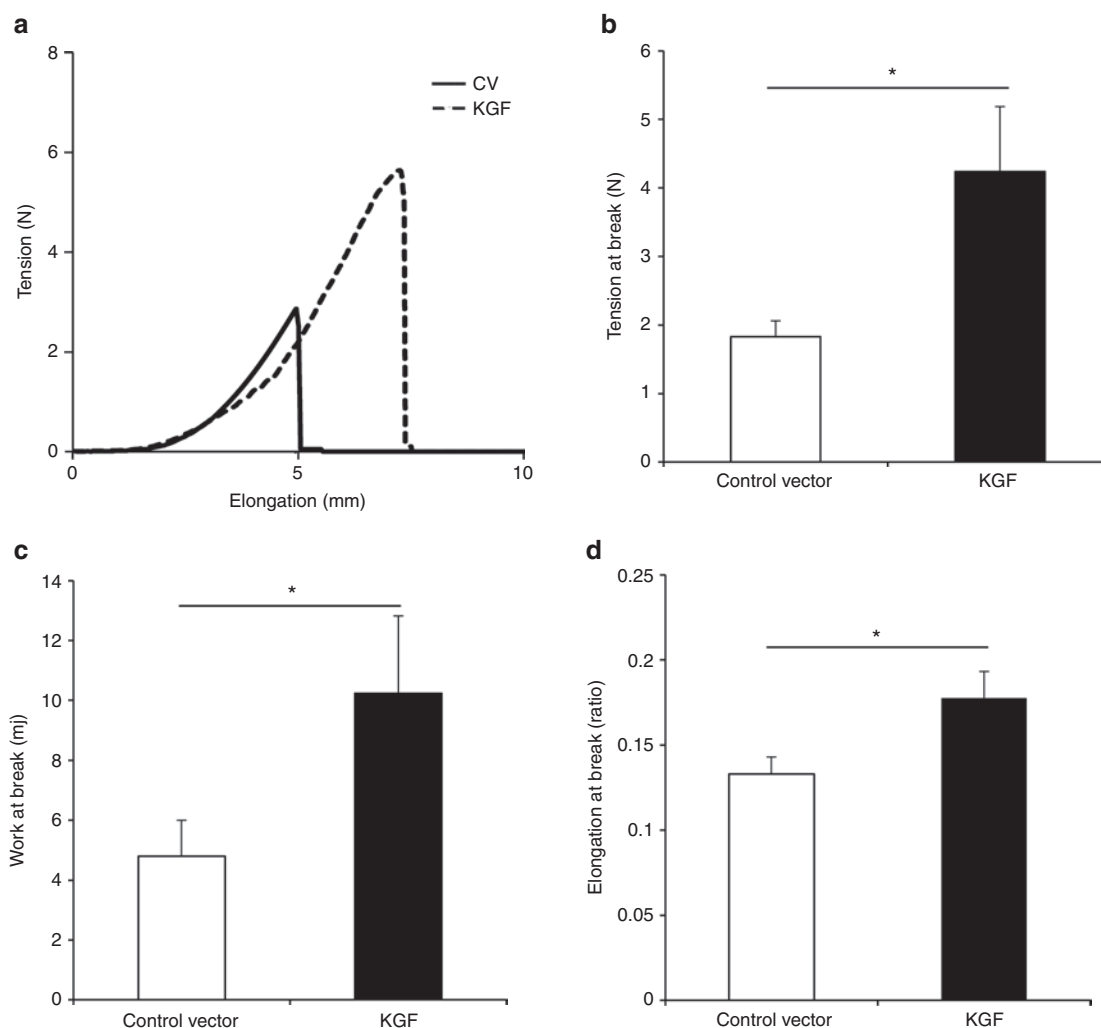 a
8
6
4
2
0
Tension (N)
CV
KGF
0 5 10
Elongation (mm)
b
6
5
4
3
2
1
0
Tension at break (N)
*
Control vector KGF
c
14
12
10
8
6
4
2
0
Work at break (mj)
*
Control vector KGF
d
0.25
0.2
0.15
0.1
0.05
0
Elongation at break (ratio)
*
Control vector KGF